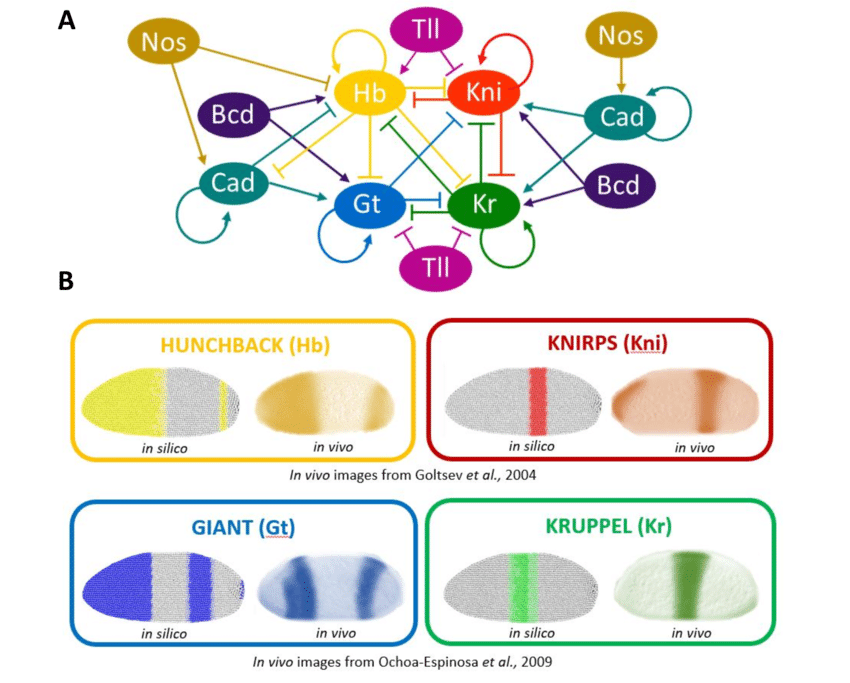 A
Nos
Tll
Nos
Hb
Kni
Bcd
Cad
Cad
Bcd
Gt
Kr
Tll
B
HUNCHBACK (Hb)
in silico
in vivo
KNIRPS (Kni)
in silico
in vivo
In vivo images from Goltsev et al., 2004
GIANT (Gt)
in silico
in vivo
KRUPPEL (Kr)
in silico
in vivo
In vivo images from Ochoa-Espinosa et al., 2009